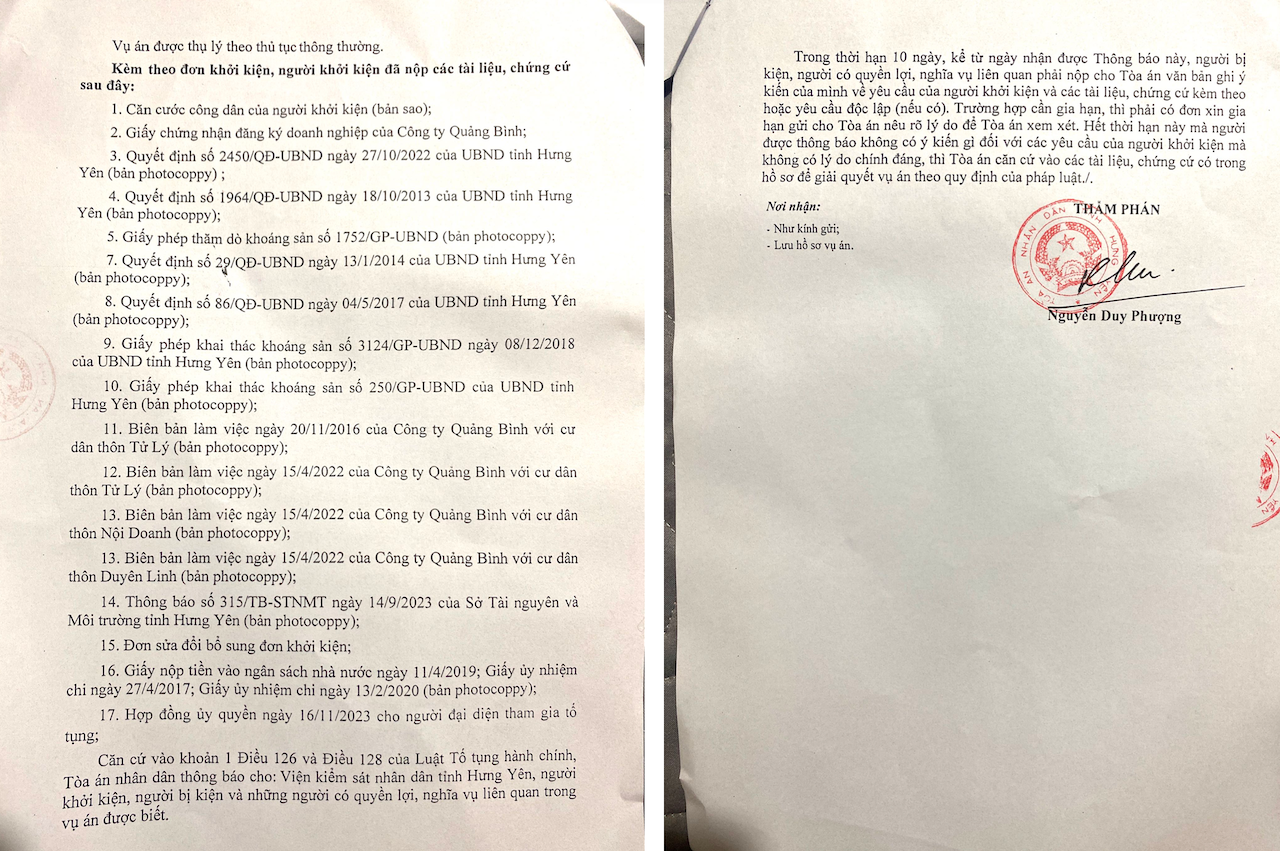 Vụ án được thụ lý theo thủ tục thông thường.
Kèm theo đơn khởi kiện, người khởi kiện đã nộp các tài liệu, chứng cứ
sau đây:
1. Căn cước công dân của người khởi kiện (bản sao);
2. Giấy chứng nhận đăng ký doanh nghiệp của Công ty Quảng Bình;
3. Quyết định số 2450/QĐ-UBND ngày 27/10/2022 của UBND tỉnh Hưng
Yên (bản photocoppy) ;
4. Quyết định số 1964/QĐ-UBND ngày 18/10/2013 của UBND tỉnh Hưng
Yên (bản photocoppy);
5. Giấy phép thăm dò khoáng sản số 1752/GP-UBND (bản photocoppy);
7. Quyết định số 29/QĐ-UBND ngày 13/1/2014 của UBND tỉnh Hưng Yên
(bản photocoppy);
8. Quyết định số 86/QĐ-UBND ngày 04/5/2017 của UBND tỉnh Hưng Yên
(bản photocoppy);
9. Giấy phép khai thác khoáng sản số 3124/GP-UBND ngày 08/12/2018
của UBND tỉnh Hưng Yên (bản photocoppy);
10. Giấy phép khai thác khoáng sản số 250/GP-UBND của UBND tỉnh
Hưng Yên (bản photocoppy);
11. Biên bản làm việc ngày 20/11/2016 của Công ty Quảng Bình với cư
dân thôn Tử Lý (bản photocoppy);
12. Biên bản làm việc ngày 15/4/2022 của Công ty Quảng Bình với cư dân
thôn Tử Lý (bản photocoppy);
13. Biên bản làm việc ngày 15/4/2022 của Công ty Quảng Bình với cư dân
thôn Nội Doanh (bản photocoppy);
13. Biên bản làm việc ngày 15/4/2022 của Công ty Quảng Bình với cư dân
thôn Duyên Linh (bản photocoppy);
14. Thông báo số 315/TB-STNMT ngày 14/9/2023 của Sở Tài nguyên và
Môi trường tỉnh Hưng Yên (bản photocoppy);
15. Đơn sửa đổi bổ sung đơn khởi kiện;
16. Giấy nộp tiền vào ngân sách nhà nước ngày 11/4/2019; Giấy ủy nhiệm
chi ngày 27/4/2017; Giấy ủy nhiệm chi ngày 13/2/2020 (bản photocoppy);
17. Hợp đồng ủy quyền ngày 16/11/2023 cho người đại diện tham gia tố
tụng;
Căn cứ vào khoản 1 Điều 126 và Điều 128 của Luật Tố tụng hành chính,
Tòa án nhân dân thông báo cho: Viện kiểm sát nhân dân tỉnh Hưng Yên, người
khởi kiện, người bị kiện và những người có quyền lợi, nghĩa vụ liên quan trong
vụ án được biết.
Trong thời hạn 10 ngày, kể từ ngày nhận được Thông báo này, người bị
kiện, người có quyền lợi, nghĩa vụ liên quan phải nộp cho Tòa án văn bản ghi ý
kiến của mình về yêu cầu của người khởi kiện và các tài liệu, chứng cứ kèm theo
hoặc yêu cầu độc lập (nếu có). Trường hợp cần gia hạn, thì phải có đơn xin gia
hạn gửi cho Tòa án nêu rõ lý do để Tòa án xem xét. Hết thời hạn này mà người
được thông báo không có ý kiến gì đối với các yêu cầu của người khởi kiện mà
không có lý do chính đáng, thì Tòa án căn cứ vào các tài liệu, chứng cứ có trong
hồ sơ để giải quyết vụ án theo quy định của pháp luật./.
Nơi nhận:
- Như kính gửi;
- Lưu hồ sơ vụ án.
THẨM PHÁN
TÒA ÁN NHÂN DÂN TỈNH HƯNG YÊN
Nguyễn Duy Phượng